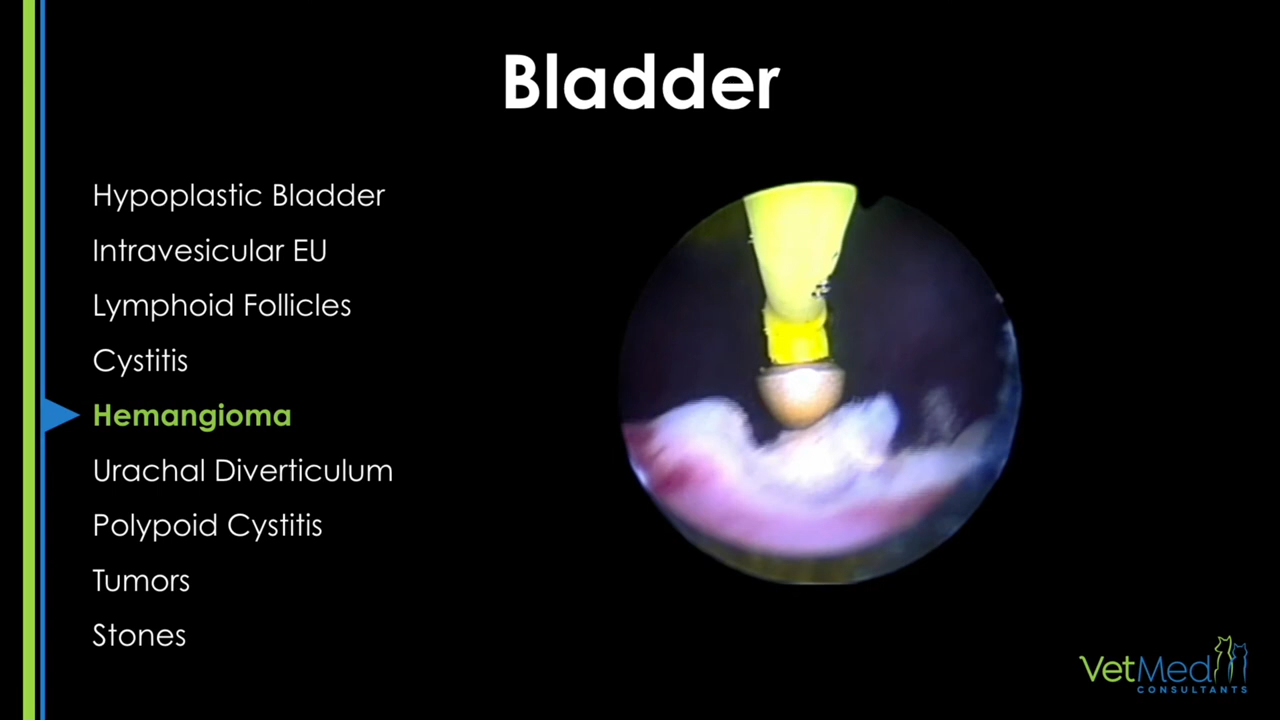 Bladder
Hypoplastic Bladder
Intravesicular EU
Lymphoid Follicles
Cystitis
Hemangioma
Urachal Diverticulum
Polypoid Cystitis
Tumors
Stones
VetMed
CONSULTANTS